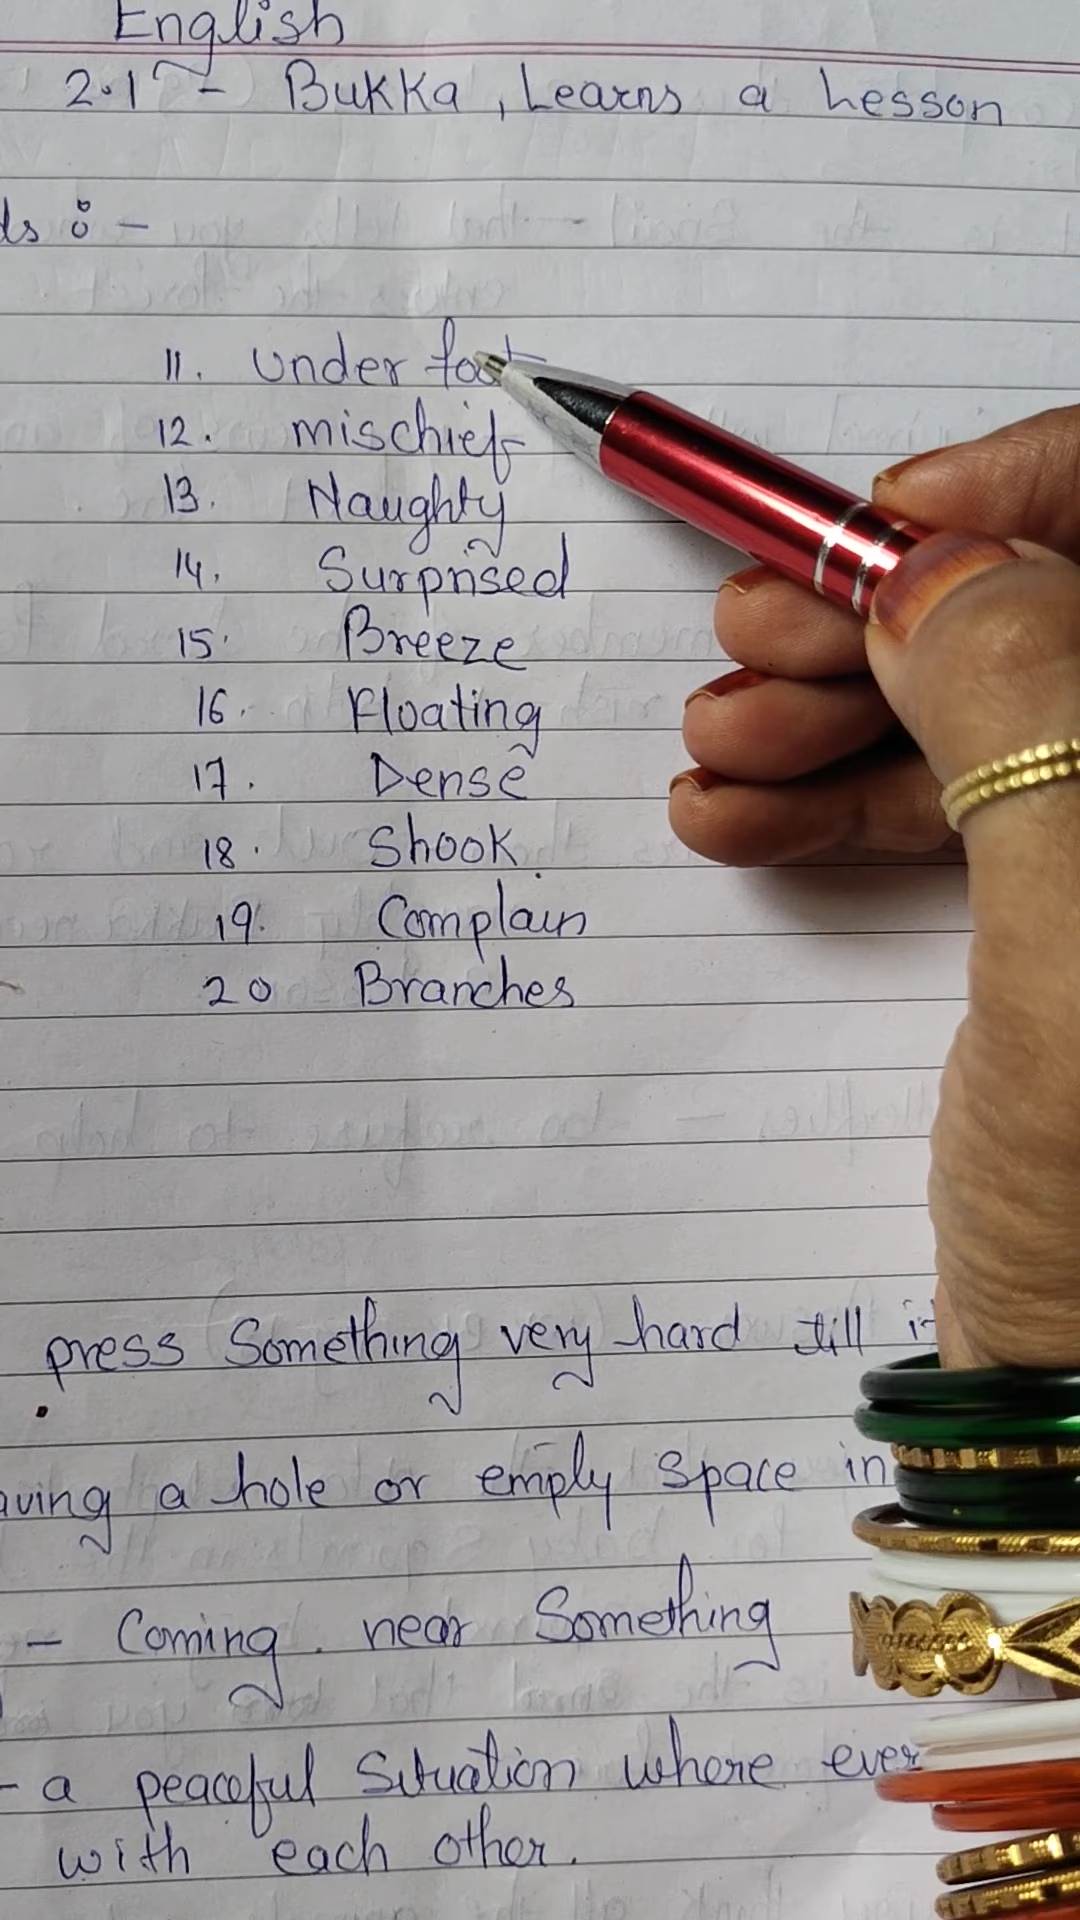 English
2.1 - Bukka, Learns a Lesson
ds :-
11. Under foot
12. mischief
13. Naughty
14. Surprised
15. Breeze
16. Floating
17. Dense
18. Shook
19. Complain
20 Branches
press Something very hard till it
aving a hole or emply space in
- Coming near Something
- a peaceful Situation where ever
with each other.